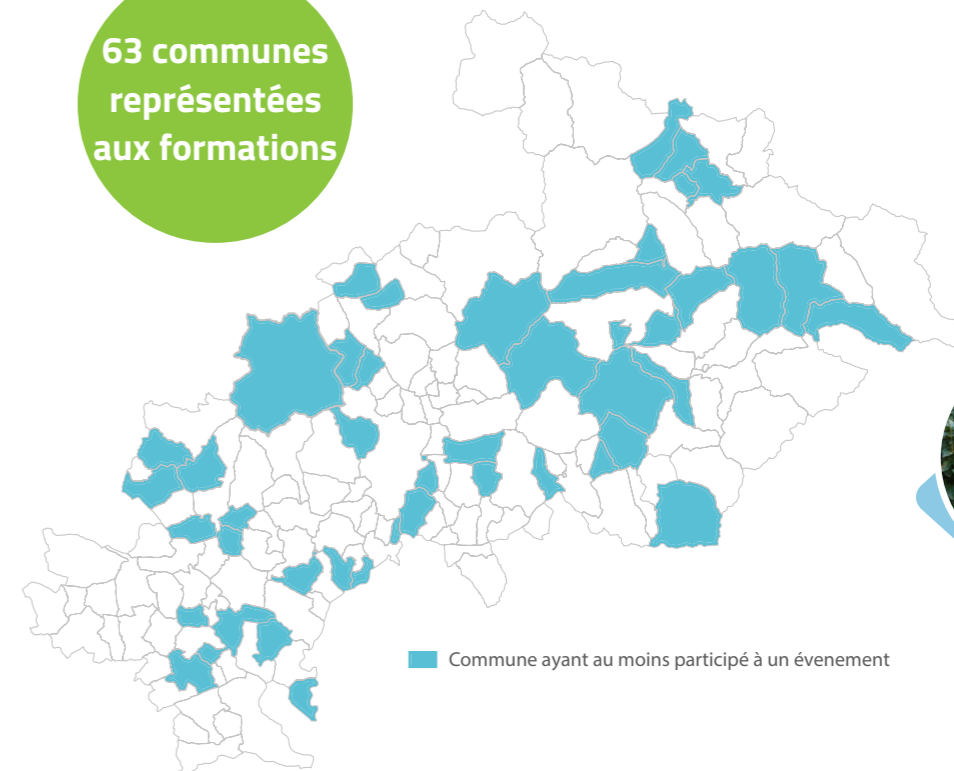 63 communes
représentées
aux formations
Commune ayant au moins participé à un évenement